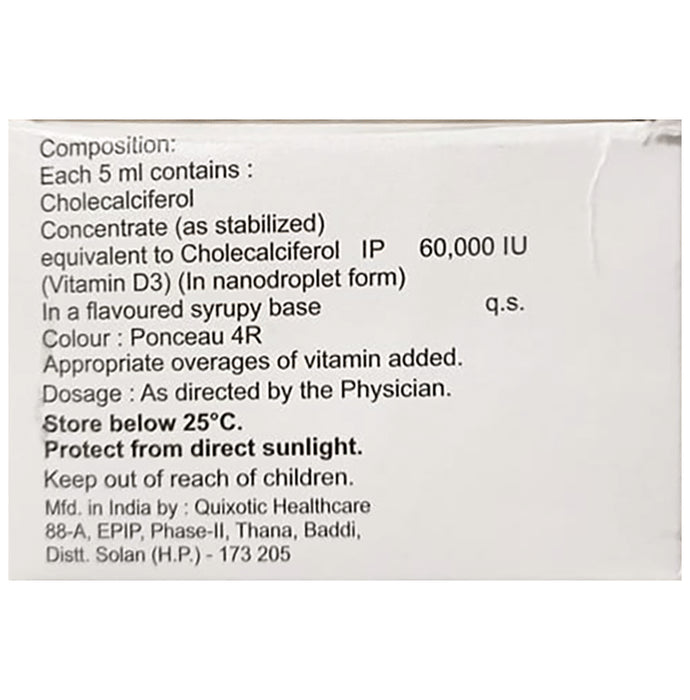 Composition:
Each 5 ml contains :
Cholecalciferol
Concentrate (as stabilized)
equivalent to Cholecalciferol IP 60,000 IU
(Vitamin D3) (In nanodroplet form)
In a flavoured syrupy base q.s.
Colour : Ponceau 4R
Appropriate overages of vitamin added.
Dosage : As directed by the Physician.
Store below 25°C.
Protect from direct sunlight.
Keep out of reach of children.
Mfd. in India by : Quixotic Healthcare
88-A, EPIP, Phase-II, Thana, Baddi,
Distt. Solan (H.P.) - 173 205